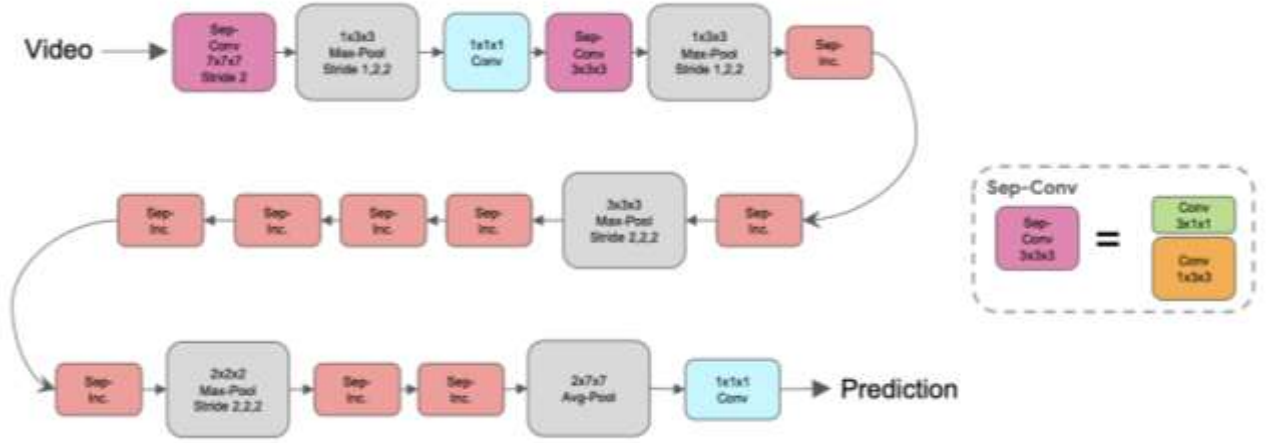 Video
Sep-
Conv
7x7x7
Stride 2
1x3x3
Max-Pool
Stride 1,2,2
1x1x1
Conv
Sep-
Conv
3x3x3
1x3x3
Max-Pool
Stride 1,2,2
Sep-
Inc.
Sep-
Inc.
3x3x3
Max-Pool
Stride 2,2,2
Sep-
Inc.
Sep-
Inc.
Sep-
Inc.
Sep-
Inc.
Sep-
Inc.
2x2x2
Max-Pool
Stride 2,2,2
Sep-
Inc.
Sep-
Inc.
2x7x7
Avg-Pool
1x1x1
Conv
Prediction
Sep-Conv
Sep-
Conv
3x3x3
=
Conv
3x1x1
Conv
1x3x3